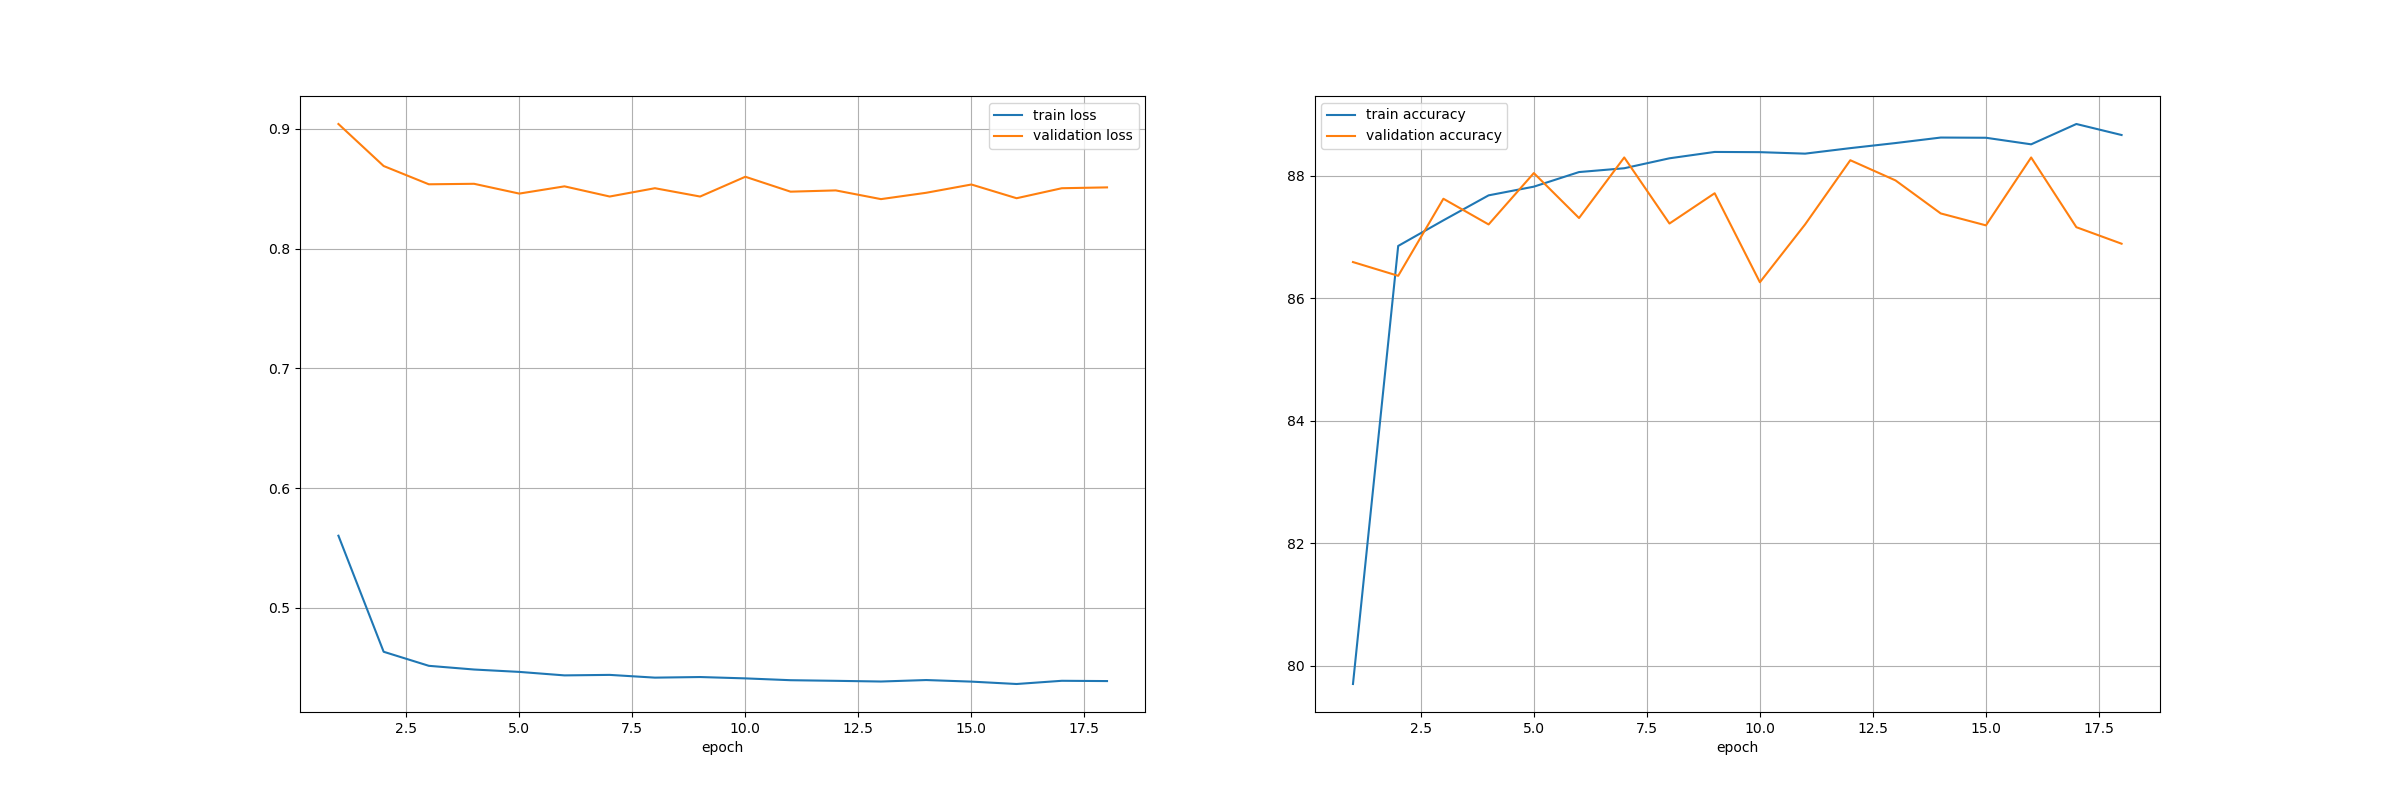 train loss
validation loss
0.9
0.8
0.7
0.6
0.5
2.5 5.0 7.5 10.0 12.5 15.0 17.5
epoch
train accuracy
validation accuracy
88
86
84
82
80
2.5 5.0 7.5 10.0 12.5 15.0 17.5
epoch